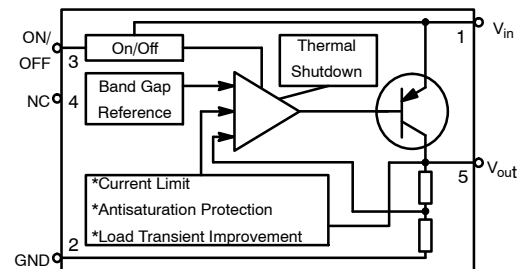 ON/
OFF
3
On/Off
Thermal
Shutdown
1
Vin
NC
4
Band Gap
Reference
5
Vout
*Current Limit
*Antisaturation Protection
*Load Transient Improvement
GND
2